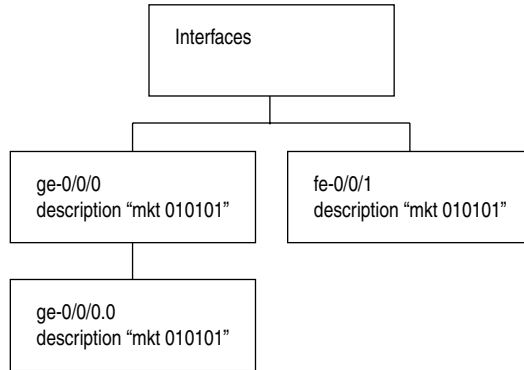 Interfaces
ge-0/0/0
description “mkt 010101”
fe-0/0/1
description “mkt 010101”
ge-0/0/0.0
description “mkt 010101”